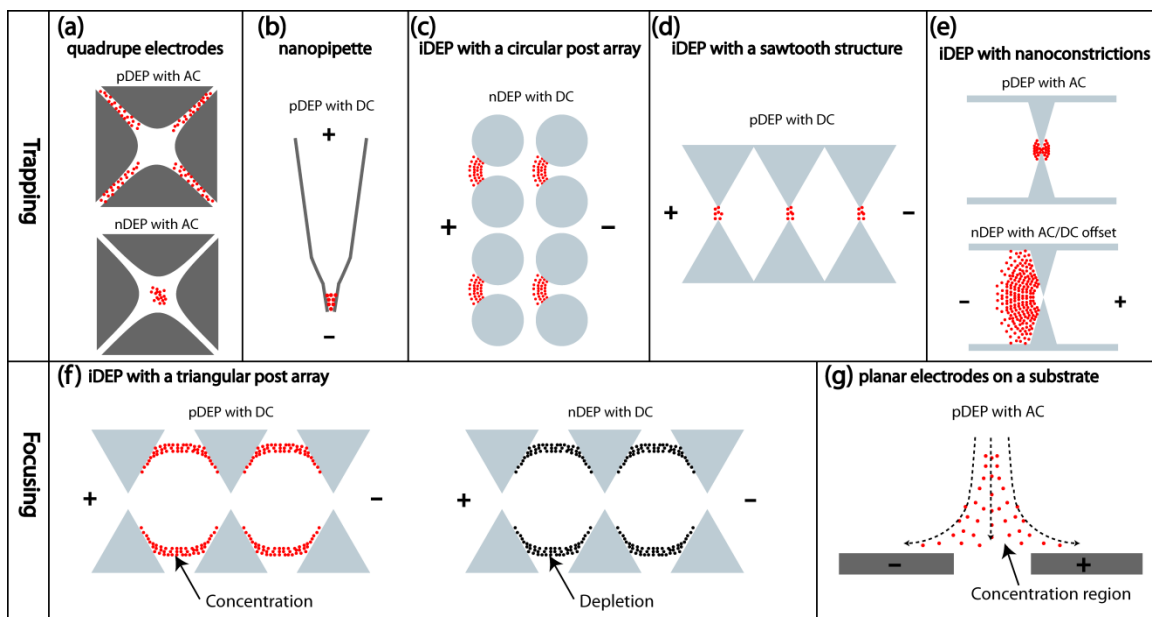 Trapping
(a)
quadrupe electrodes
pDEP with AC
nDEP with AC
(b)
nanopipette
pDEP with DC
+
–
(c)
iDEP with a circular post array
nDEP with DC
+
–
(d)
iDEP with a sawtooth structure
pDEP with DC
+
–
(e)
iDEP with nanoconstrictions
pDEP with AC
nDEP with AC/DC offset
–
+
Focusing
(f) iDEP with a triangular post array
pDEP with DC
+
–
Concentration
nDEP with DC
+
–
Depletion
(g) planar electrodes on a substrate
pDEP with AC
–
+
Concentration region